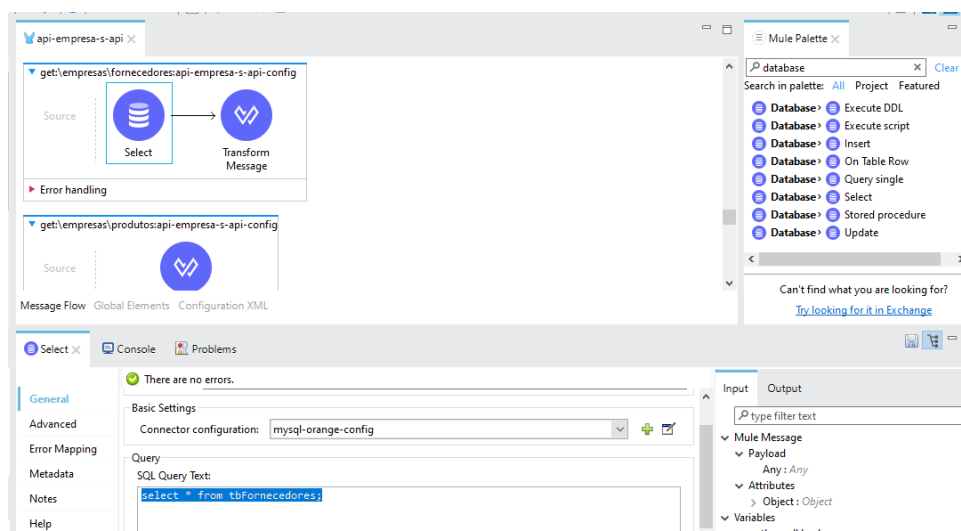 api-empresa-s-api
Mule Palette
get:\empresas\fornecedores:api-empresa-s-api-config
Source
Select
Transform
Message
Error handling
get:\empresas\produtos:api-empresa-s-api-config
Source
Message Flow Global Elements Configuration XML
database
Clear
Search in palette: All Project Featured
Database› Execute DDL
Database› Execute script
Database› Insert
Database› On Table Row
Database› Query single
Database› Select
Database› Stored procedure
Database› Update
Can't find what you are looking for?
Try looking for it in Exchange
Select Console Problems
There are no errors.
General
Advanced
Error Mapping
Metadata
Notes
Help
Basic Settings
Connector configuration: mysql-orange-config
Query
SQL Query Text:
select * from tbFornecedores;
Input Output
type filter text
Mule Message
Payload
Any : Any
Attributes
Object : Object
Variables